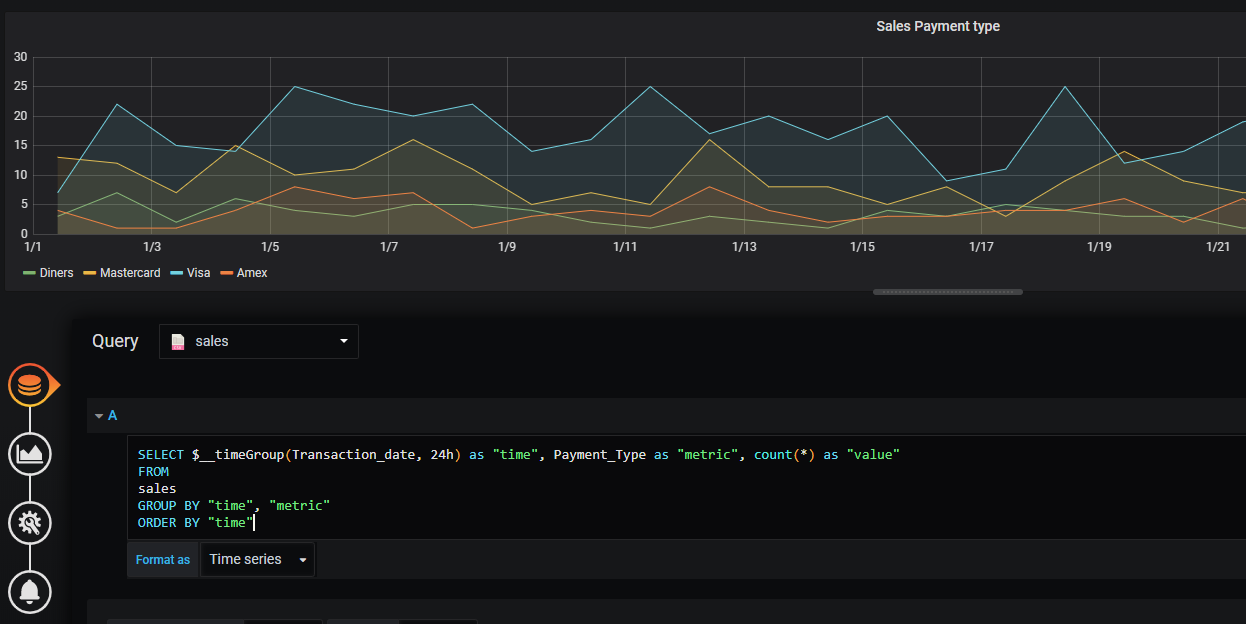 Sales Payment type
30
25
20
15
10
5
0
1/1 1/3 1/5 1/7 1/9 1/11 1/13 1/15 1/17 1/19 1/21
Diners Mastercard Visa Amex
Query sales
A
SELECT $__timeGroup(Transaction_date, 24h) as "time", Payment_Type as "metric", count(*) as "value"
FROM
sales
GROUP BY "time", "metric"
ORDER BY "time"
Format as Time series